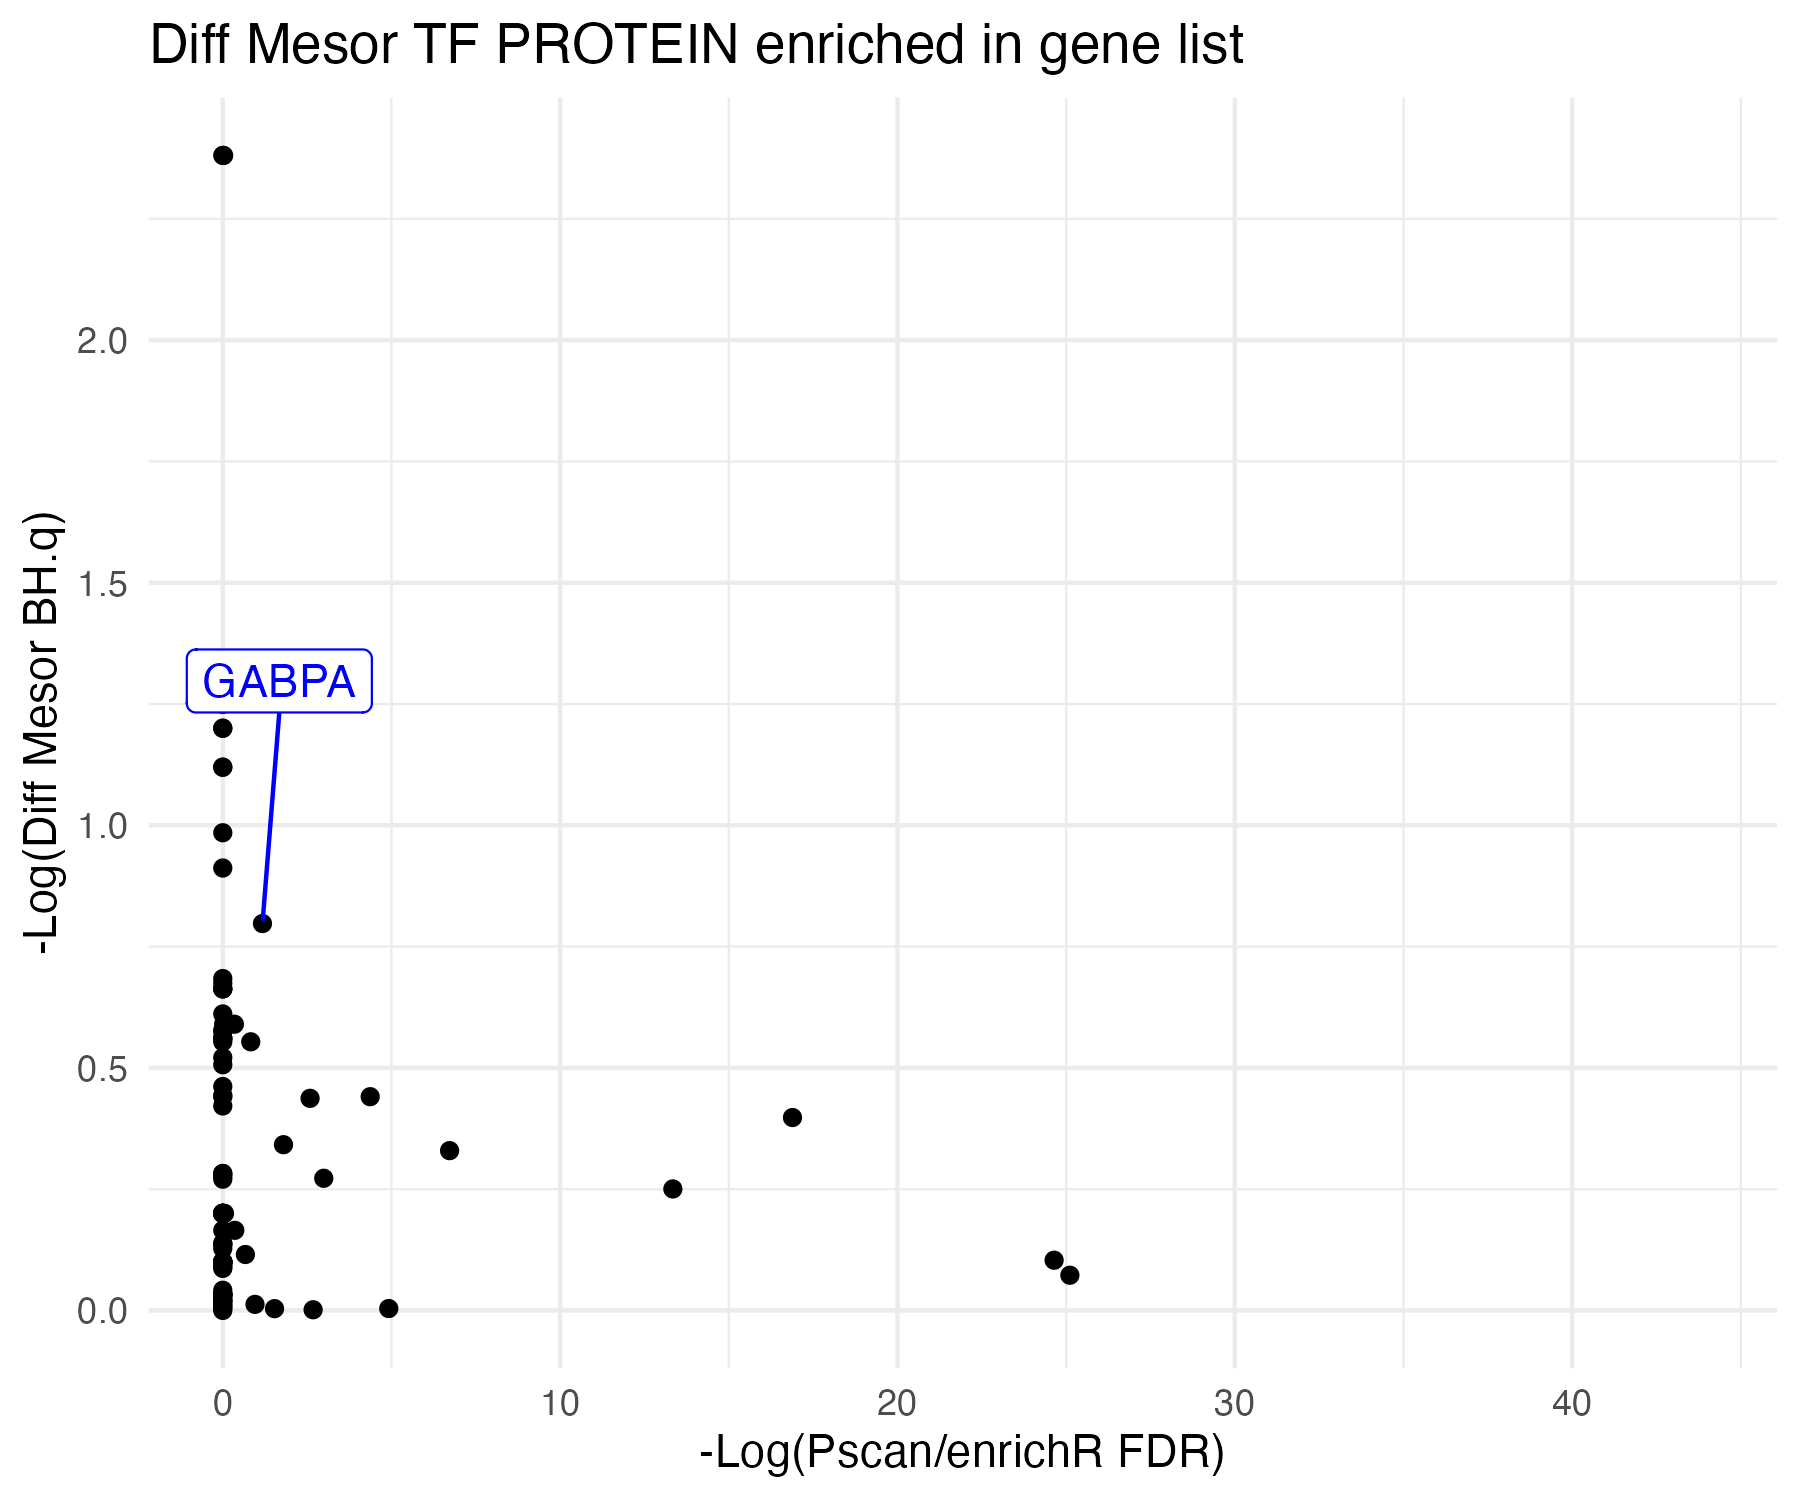 Diff Mesor TF PROTEIN enriched in gene list
-Log(Diff Mesor BH.q)
2.0
1.5
1.0
0.5
0.0
GABPA
0
10
20
30
40
-Log(Pscan/enrichR FDR)